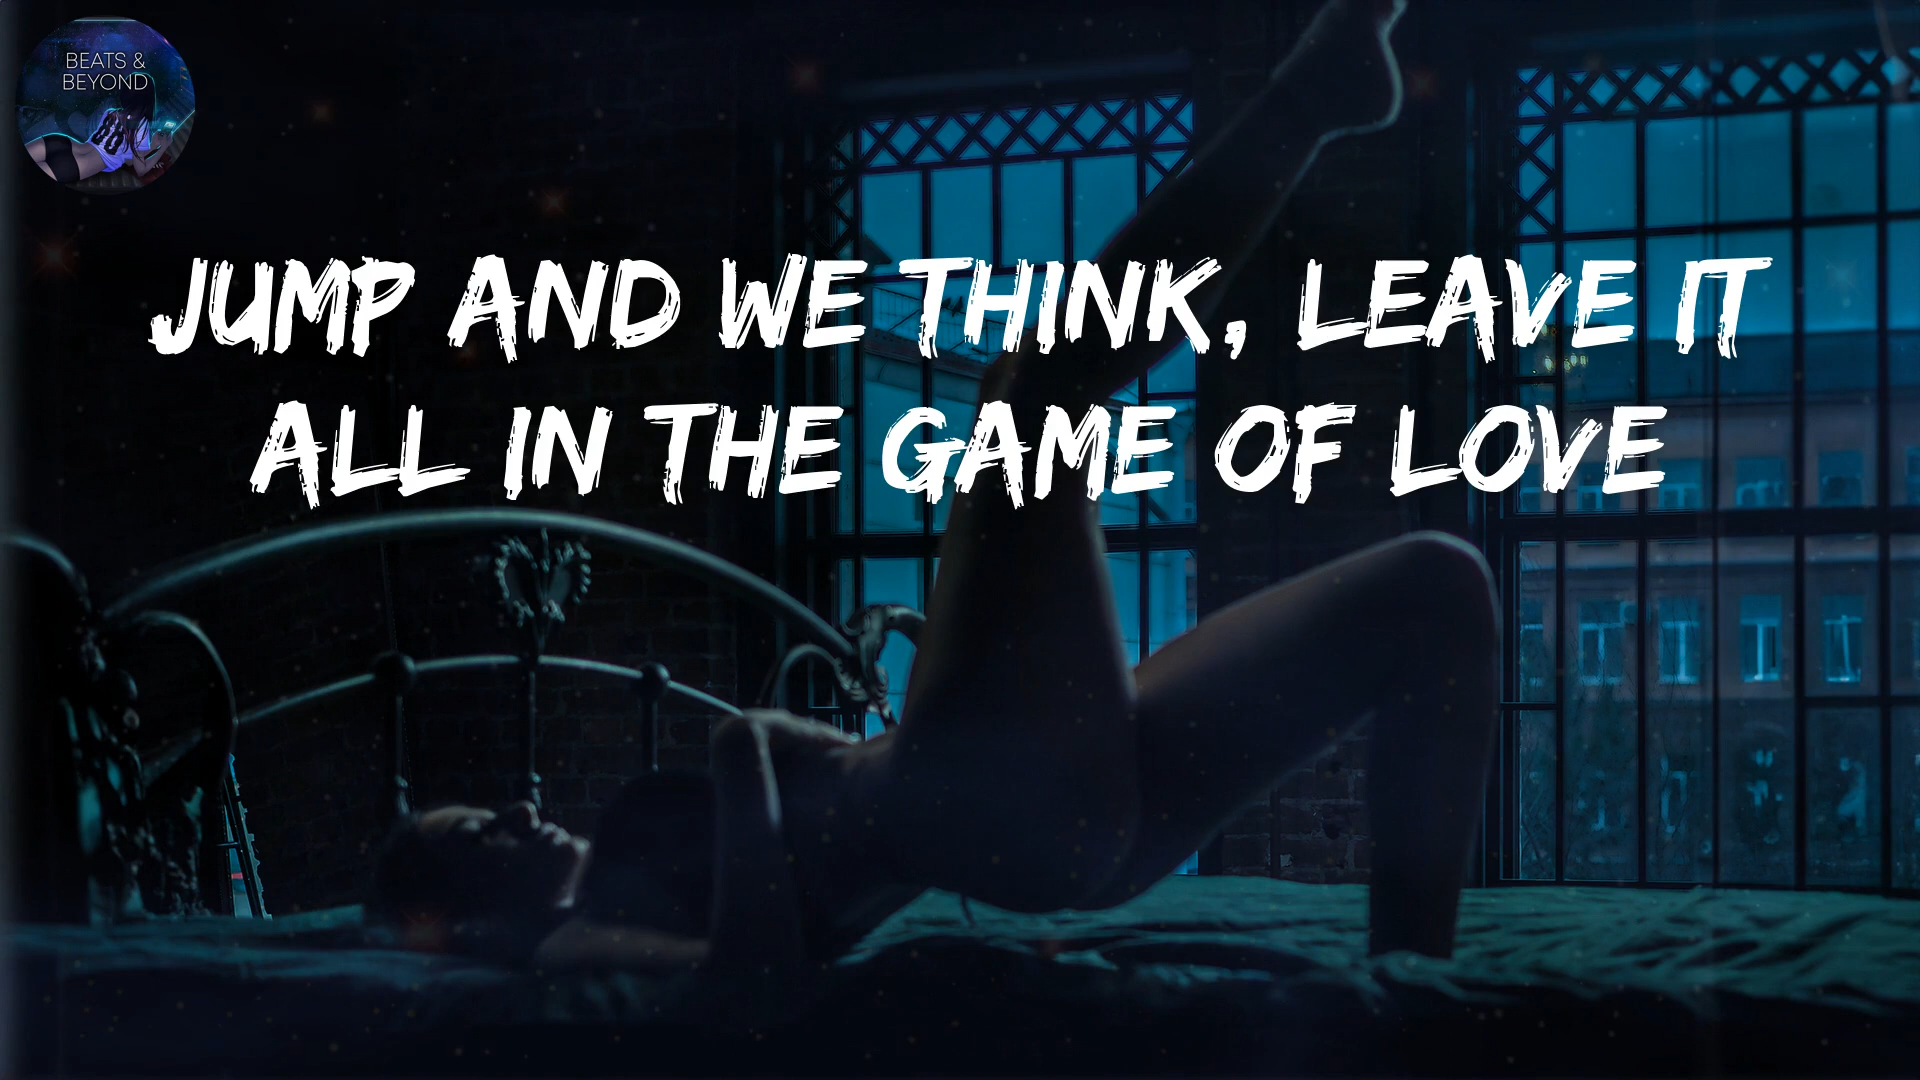 BEATS &
BEYOND
JUMP AND WE THINK, LEAVE IT
ALL IN THE GAME OF LOVE